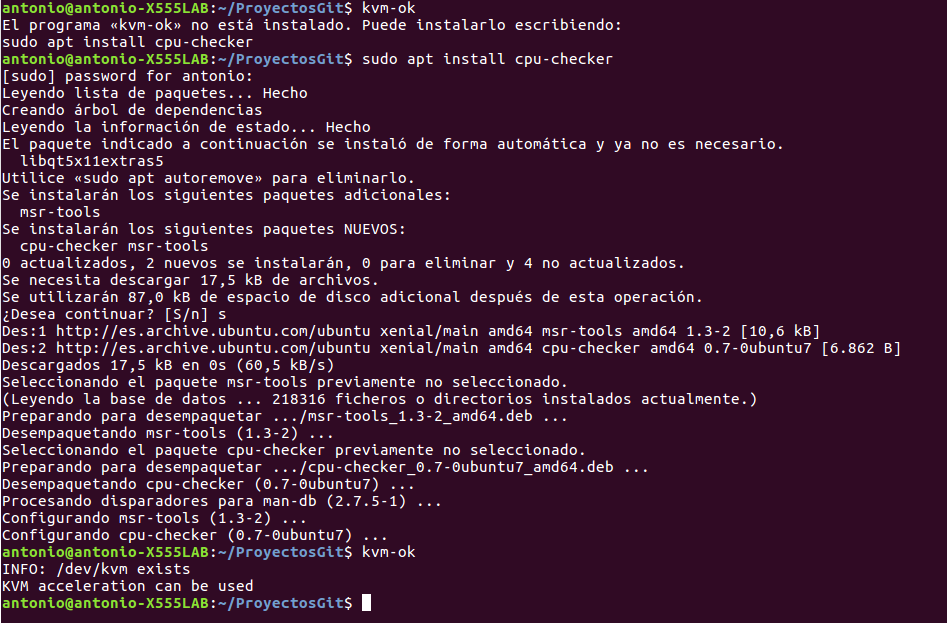 antonio@antonio-X555LAB:~/ProyectosGit$ kvm-ok
El programa «kvm-ok» no está instalado. Puede instalarlo escribiendo:
sudo apt install cpu-checker
antonio@antonio-X555LAB:~/ProyectosGit$ sudo apt install cpu-checker
[sudo] password for antonio:
Leyendo lista de paquetes... Hecho
Creando árbol de dependencias
Leyendo la información de estado... Hecho
El paquete indicado a continuación se instaló de forma automática y ya no es necesario.
  libqt5x11extras5
Utilice «sudo apt autoremove» para eliminarlo.
Se instalarán los siguientes paquetes adicionales:
  msr-tools
Se instalarán los siguientes paquetes NUEVOS:
  cpu-checker msr-tools
0 actualizados, 2 nuevos se instalarán, 0 para eliminar y 4 no actualizados.
Se necesita descargar 17,5 kB de archivos.
Se utilizarán 87,0 kB de espacio de disco adicional después de esta operación.
¿Desea continuar? [S/n] s
Des:1 http://es.archive.ubuntu.com/ubuntu xenial/main amd64 msr-tools amd64 1.3-2 [10,6 kB]
Des:2 http://es.archive.ubuntu.com/ubuntu xenial/main amd64 cpu-checker amd64 0.7-0ubuntu7 [6.862 B]
Descargados 17,5 kB en 0s (60,5 kB/s)
Seleccionando el paquete msr-tools previamente no seleccionado.
(Leyendo la base de datos ... 218316 ficheros o directorios instalados actualmente.)
Preparando para desempaquetar .../msr-tools_1.3-2_amd64.deb ...
Desempaquetando msr-tools (1.3-2) ...
Seleccionando el paquete cpu-checker previamente no seleccionado.
Preparando para desempaquetar .../cpu-checker_0.7-0ubuntu7_amd64.deb ...
Desempaquetando cpu-checker (0.7-0ubuntu7) ...
Procesando disparadores para man-db (2.7.5-1) ...
Configurando msr-tools (1.3-2) ...
Configurando cpu-checker (0.7-0ubuntu7) ...
antonio@antonio-X555LAB:~/ProyectosGit$ kvm-ok
INFO: /dev/kvm exists
KVM acceleration can be used
antonio@antonio-X555LAB:~/ProyectosGit$